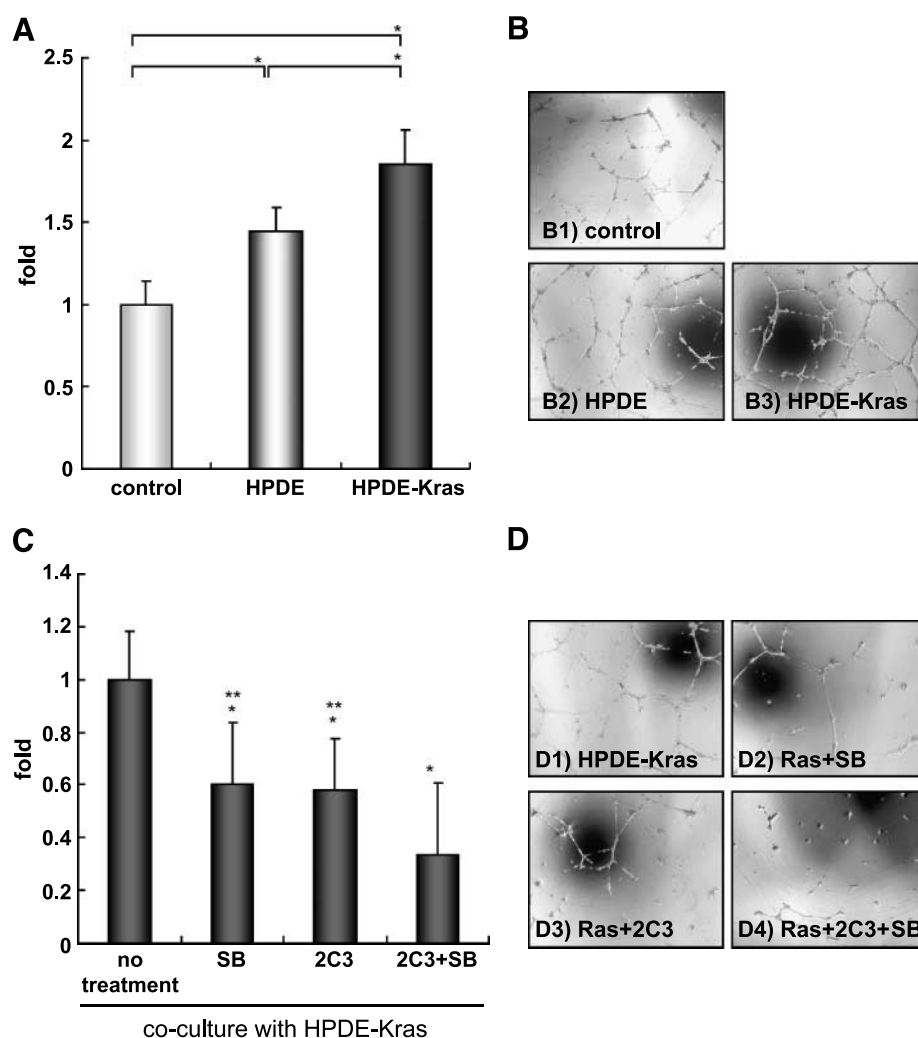 A
2.5
2
1.5
1
0.5
0
fold
* 
* *
control HPDE HPDE-Kras
B
B1) control
B2) HPDE B3) HPDE-Kras
C
1.4
1.2
1
0.8
0.6
0.4
0.2
0
fold
** **
* * *
no SB 2C3 2C3+SB
treatment
co-culture with HPDE-Kras
D
D1) HPDE-Kras D2) Ras+SB
D3) Ras+2C3 D4) Ras+2C3+SB